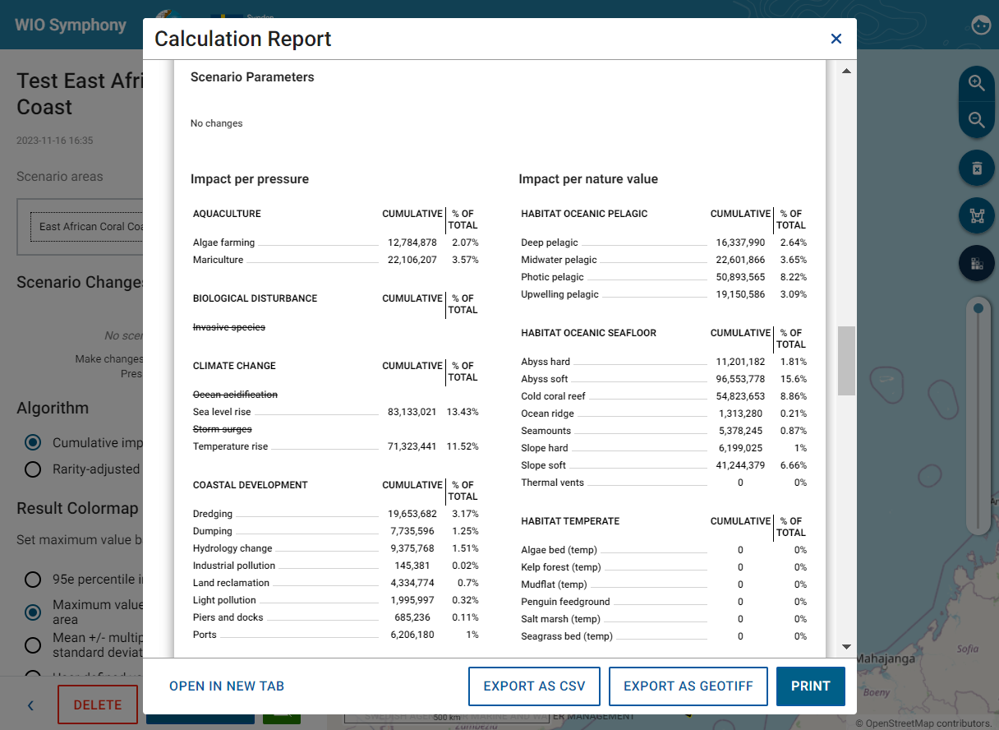 WIO Symphony
Sweden
Calculation Report
Test East Afri
Coast
2023-11-16 16:35
Scenario areas
East African Coral Coa
Scenario Changes
No scen
Make changes
Pres
Algorithm
Cumulative imp
Rarity-adjusted
Result Colormap
Set maximum value b
95e percentile i
Maximum value
area
Mean +/- multip
standard deviat
DELETE
Scenario Parameters
No changes
Impact per pressure
AQUACULTURE CUMULATIVE % OF TOTAL
Algae farming 12,784,878 2.07%
Mariculture 22,106,207 3.57%
BIOLOGICAL DISTURBANCE CUMULATIVE % OF TOTAL
Invasive species
CLIMATE CHANGE CUMULATIVE % OF TOTAL
Ocean acidification
Sea level rise 83,133,021 13.43%
Storm surges
Temperature rise 71,323,441 11.52%
COASTAL DEVELOPMENT CUMULATIVE % OF TOTAL
Dredging 19,653,682 3.17%
Dumping 7,735,596 1.25%
Hydrology change 9,375,768 1.51%
Industrial pollution 145,381 0.02%
Land reclamation 4,334,774 0.7%
Light pollution 1,995,997 0.32%
Piers and docks 685,236 0.11%
Ports 6,206,180 1%
Impact per nature value
HABITAT OCEANIC PELAGIC CUMULATIVE % OF TOTAL
Deep pelagic 16,337,990 2.64%
Midwater pelagic 22,601,866 3.65%
Photic pelagic 50,893,565 8.22%
Upwelling pelagic 19,150,586 3.09%
HABITAT OCEANIC SEAFLOOR CUMULATIVE % OF TOTAL
Abyss hard 11,201,182 1.81%
Abyss soft 96,553,778 15.6%
Cold coral reef 54,823,653 8.86%
Ocean ridge 1,313,280 0.21%
Seamounts 5,378,245 0.87%
Slope hard 6,199,025 1%
Slope soft 41,244,379 6.66%
Thermal vents 0 0%
HABITAT TEMPERATE CUMULATIVE % OF TOTAL
Algae bed (temp) 0 0%
Kelp forest (temp) 0 0%
Mudflat (temp) 0 0%
Penguin feedground 0 0%
Salt marsh (temp) 0 0%
Seagrass bed (temp) 0 0%
OPEN IN NEW TAB
EXPORT AS CSV
EXPORT AS GEOTIFF
PRINT
Mahajanga
Sofia
Boeny
500 km
SWEDISH AGENCY FOR MARINE AND WATER MANAGEMENT
Zambezia
© OpenStreetMap contributors.